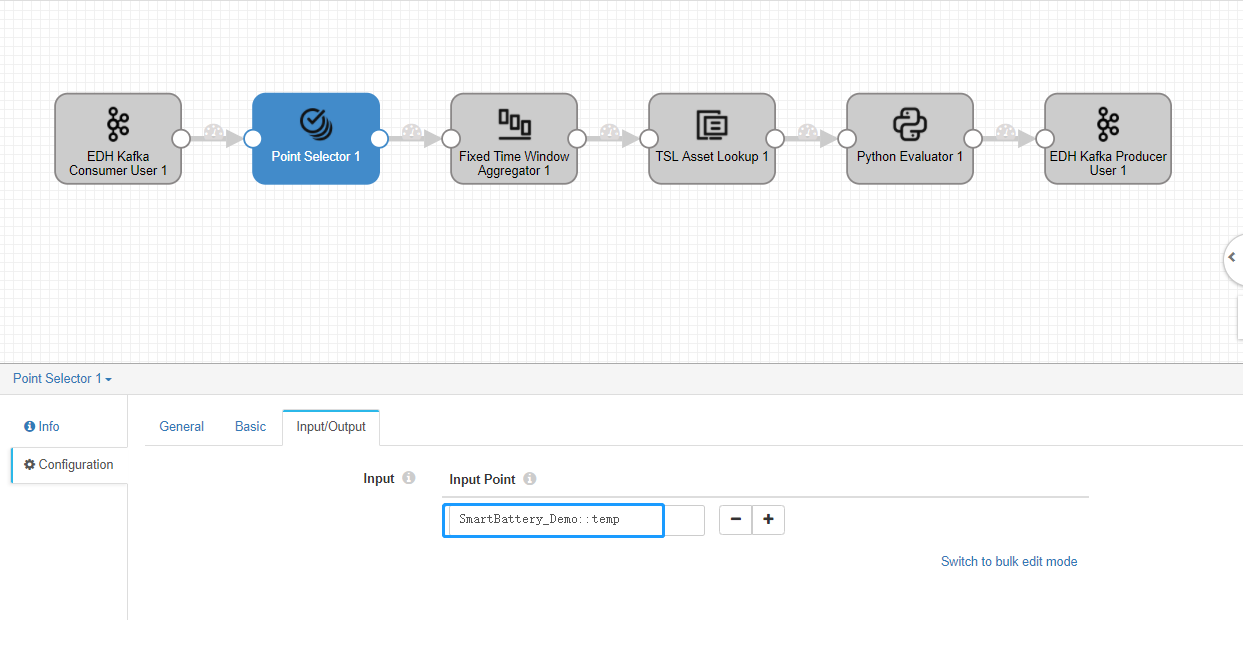 EDH Kafka
Consumer User 1
Point Selector 1
Fixed Time Window
Aggregator 1
TSL Asset Lookup 1
Python Evaluator 1
EDH Kafka Producer
User 1
Point Selector 1
Info
Configuration
General Basic Input/Output
Input Input Point
SmartBattery_Demo::temp
Switch to bulk edit mode